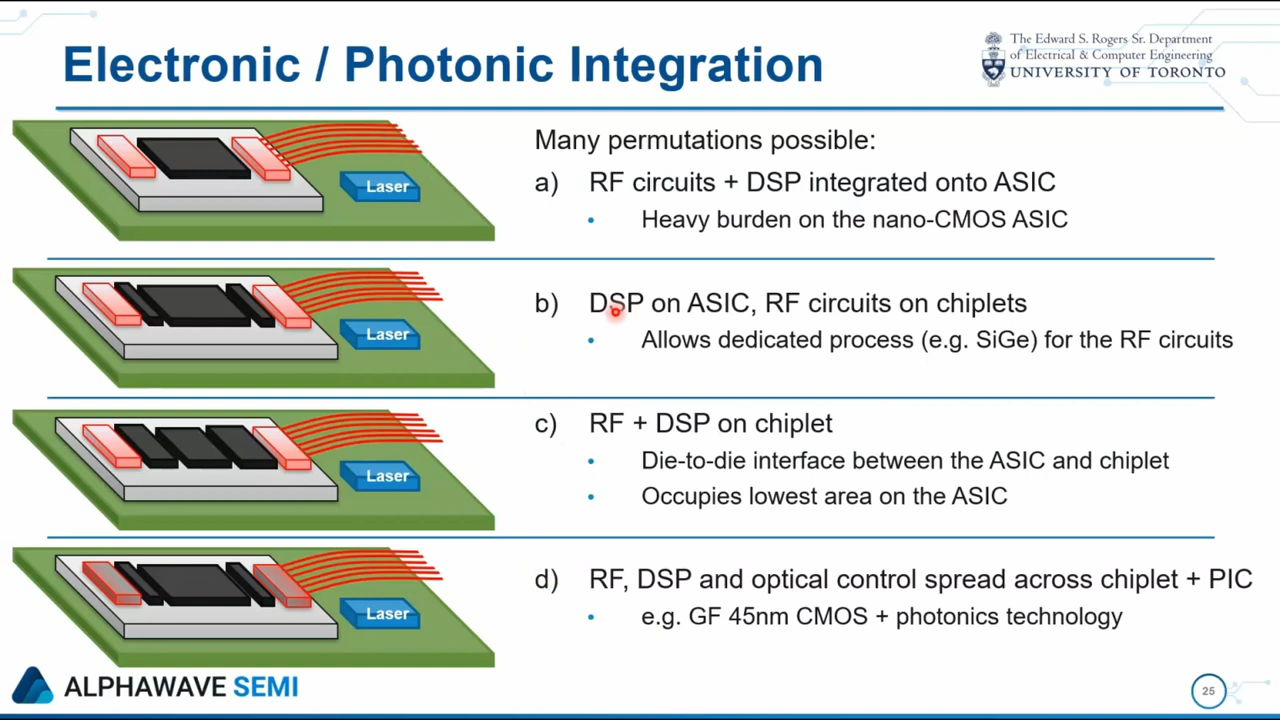 Electronic / Photonic Integration
The Edward S. Rogers Sr. Department
of Electrical & Computer Engineering
UNIVERSITY OF TORONTO
Many permutations possible:
a) RF circuits + DSP integrated onto ASIC
• Heavy burden on the nano-CMOS ASIC
Laser
b) DSP on ASIC, RF circuits on chiplets
• Allows dedicated process (e.g. SiGe) for the RF circuits
Laser
c) RF + DSP on chiplet
• Die-to-die interface between the ASIC and chiplet
• Occupies lowest area on the ASIC
Laser
d) RF, DSP and optical control spread across chiplet + PIC
• e.g. GF 45nm CMOS + photonics technology
Laser
ALPHAWAVE SEMI
25